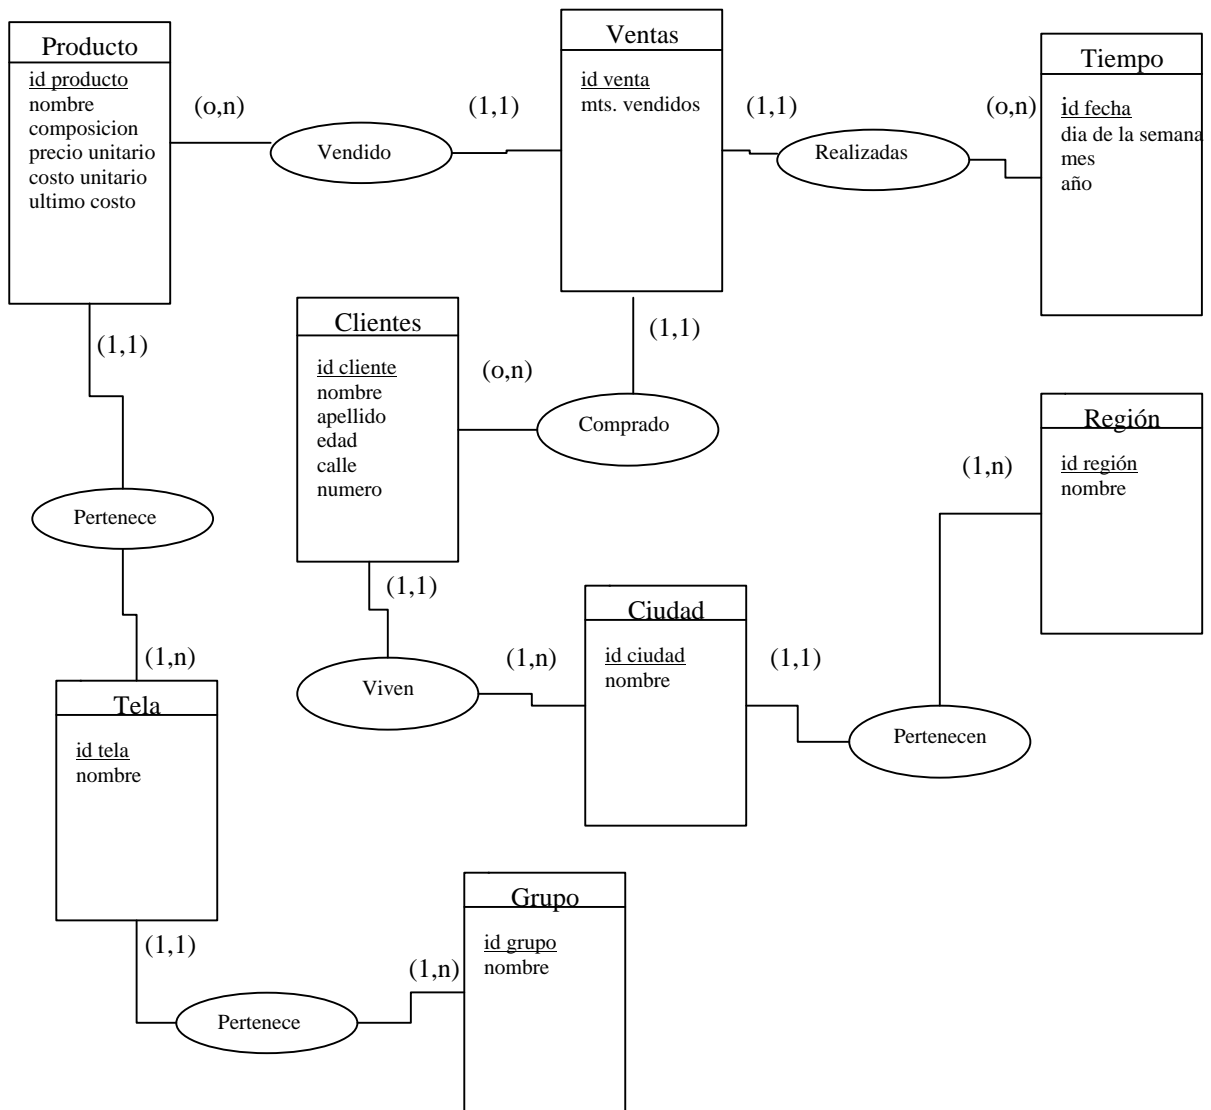 Producto
id producto
nombre
composicion
precio unitario
costo unitario
ultimo costo
(o,n)
Vendido
(1,1)
Ventas
id venta
mts. vendidos
(1,1)
Realizadas
(o,n)
Tiempo
id fecha
dia de la semana
mes
año
(1,1)
Clientes
id cliente
nombre
apellido
edad
calle
numero
(o,n)
(1,1)
Comprado
Región
id región
nombre
(1,n)
Pertenece
(1,1)
Viven
(1,n)
Ciudad
id ciudad
nombre
(1,1)
Pertenecen
(1,n)
Tela
id tela
nombre
(1,1)
Pertenece
(1,n)
Grupo
id grupo
nombre